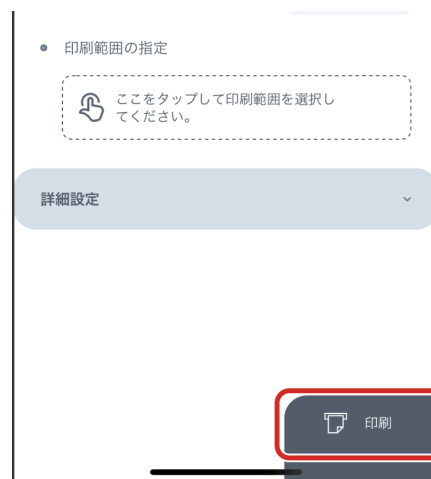 印刷範囲の指定
ここをタップして印刷範囲を選択し
てください。
詳細設定
印刷